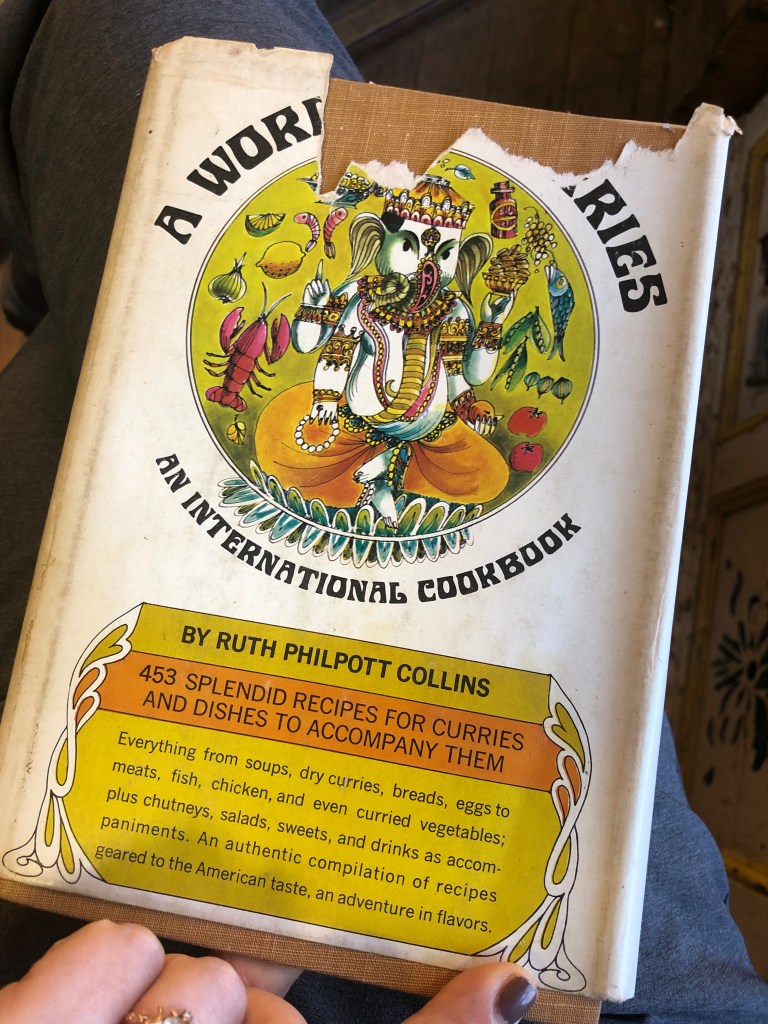 A WOR RIES
AN INTERNATIONAL COOKBOOK
BY RUTH PHILPOTT COLLINS
453 SPLENDID RECIPES FOR CURRIES
AND DISHES TO ACCOMPANY THEM
Everything from soups, dry curries, breads, eggs to
meats, fish, chicken, and even curried vegetables;
plus chutneys, salads, sweets, and drinks as accom-
paniments. An authentic compilation of recipes
geared to the American taste, an adventure in flavors.